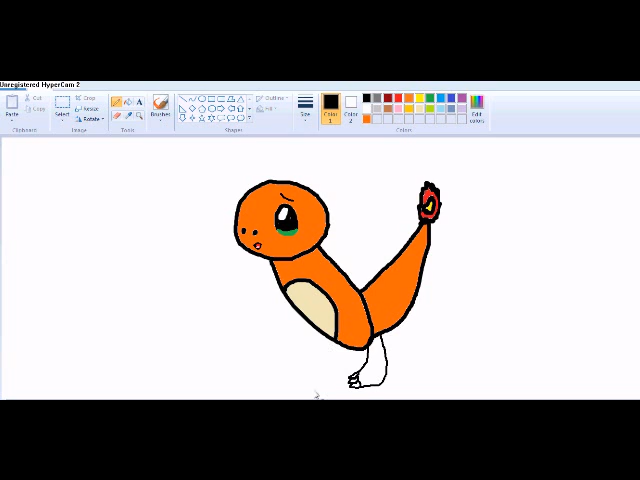 Unregistered HyperCam 2
Paste
Cut
Copy
Clipboard
Select
Crop
Resize
Rotate
Image
A
Tools
Brushes
Outline
Fill
Shapes
Size
Color 1
Color 2
Edit colors
Colors